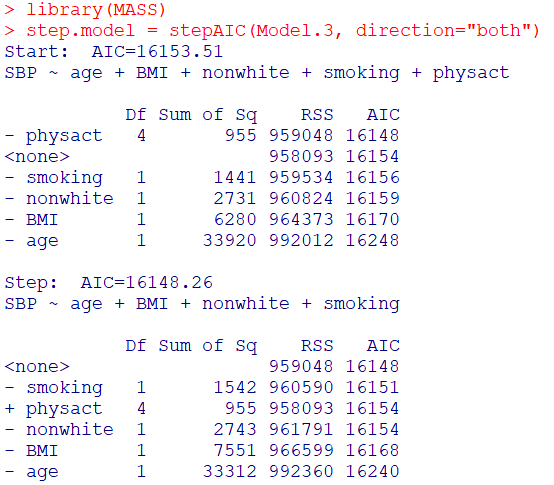 > library(MASS)
> step.model = stepAIC(Model.3, direction="both")
Start:  AIC=16153.51
SBP ~ age + BMI + nonwhite + smoking + physact
           Df Sum of Sq    RSS   AIC
- physact   4       955 959048 16148
<none>                  958093 16154
- smoking   1      1441 959534 16156
- nonwhite  1      2731 960824 16159
- BMI       1      6280 964373 16170
- age       1     33920 992012 16248
Step:  AIC=16148.26
SBP ~ age + BMI + nonwhite + smoking
           Df Sum of Sq    RSS   AIC
<none>                  959048 16148
- smoking   1      1542 960590 16151
+ physact   4       955 958093 16154
- nonwhite  1      2743 961791 16154
- BMI       1      7551 966599 16168
- age       1     33312 992360 16240